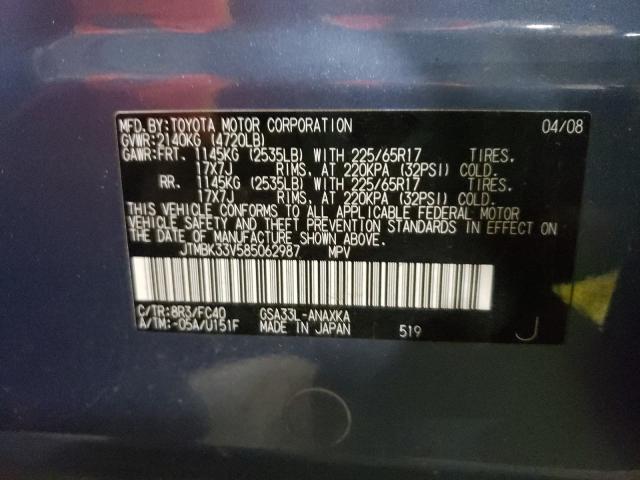 MFD.BY:TOYOTA MOTOR CORPORATION 04/08
GVWR:2140KG (4720LB)
GAWR:FRT. 1145KG (2535LB) WITH 225/65R17 TIRES.
17X7J RIMS, AT 220KPA (32PSI) COLD.
RR. 1145KG (2535LB) WITH 225/65R17 TIRES.
17X7J RIMS, AT 220KPA (32PSI) COLD.
THIS VEHICLE CONFORMS TO ALL APPLICABLE FEDERAL MOTOR
VEHICLE SAFETY AND THEFT PREVENTION STANDARDS IN EFFECT ON
THE DATE OF MANUFACTURE SHOWN ABOVE.
JTMBK33V585062987 MPV
C/TR:8R3/FC40 GSA33L-ANAXKA
A/TM:-05A/U151F MADE IN JAPAN 519 J